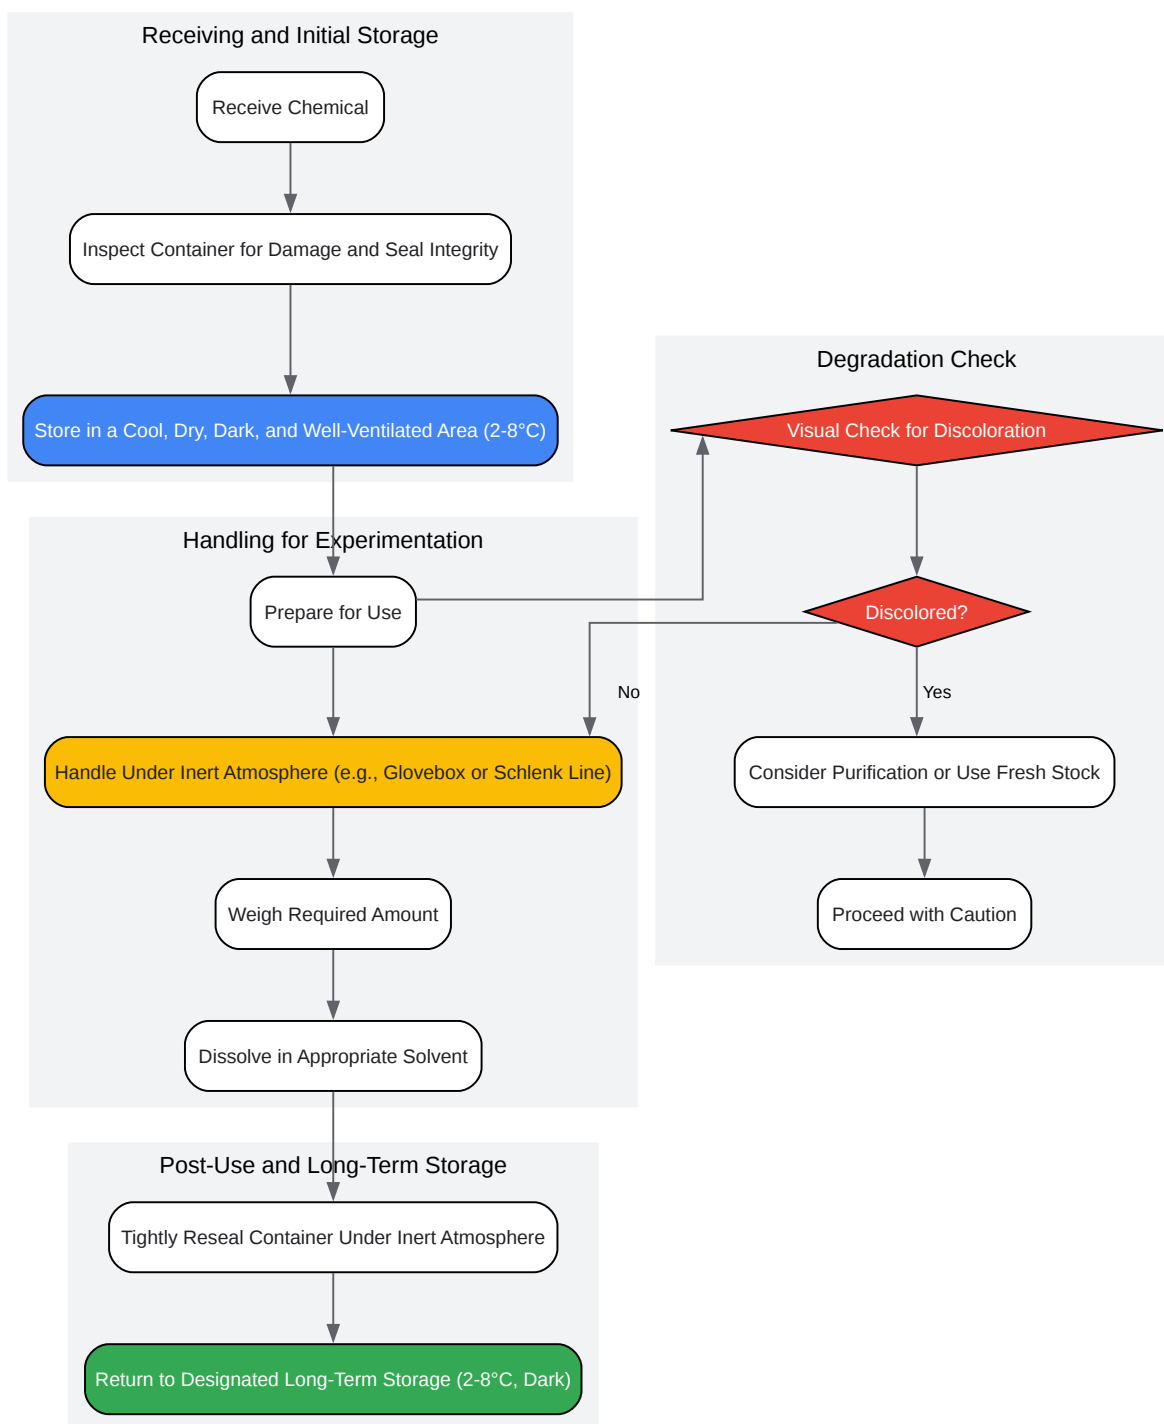 Receiving and Initial Storage
Receive Chemical
Inspect Container for Damage and Seal Integrity
Store in a Cool, Dry, Dark, and Well-Ventilated Area (2-8°C)
Handling for Experimentation
Prepare for Use
Handle Under Inert Atmosphere (e.g., Glovebox or Schlenk Line)
Weigh Required Amount
Dissolve in Appropriate Solvent
Degradation Check
Visual Check for Discoloration
Discolored?
No
Yes
Consider Purification or Use Fresh Stock
Proceed with Caution
Post-Use and Long-Term Storage
Tightly Reseal Container Under Inert Atmosphere
Return to Designated Long-Term Storage (2-8°C, Dark)